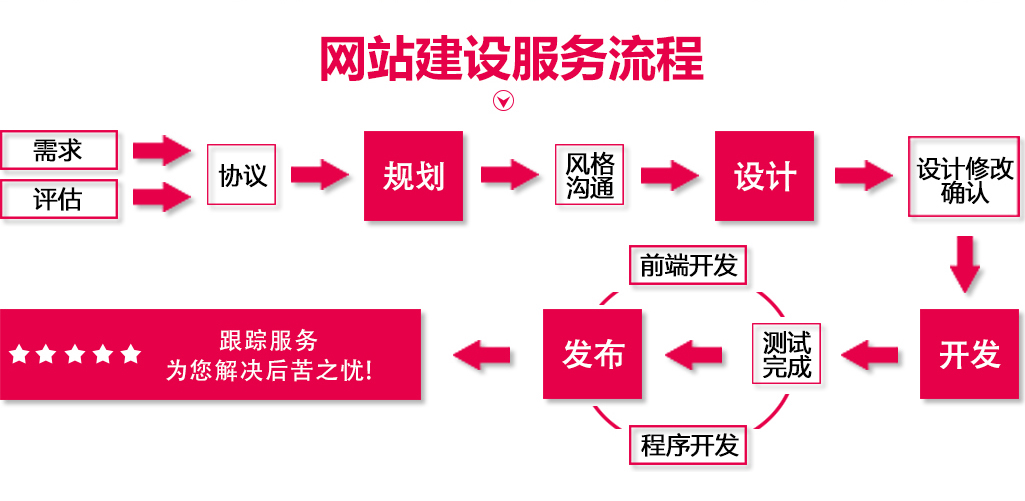 网站建设服务流程
需求
评估
协议
规划
风格
沟通
设计
设计修改
确认
开发
测试
完成
前端开发
程序开发
发布
跟踪服务
为您解决后苦之忧!